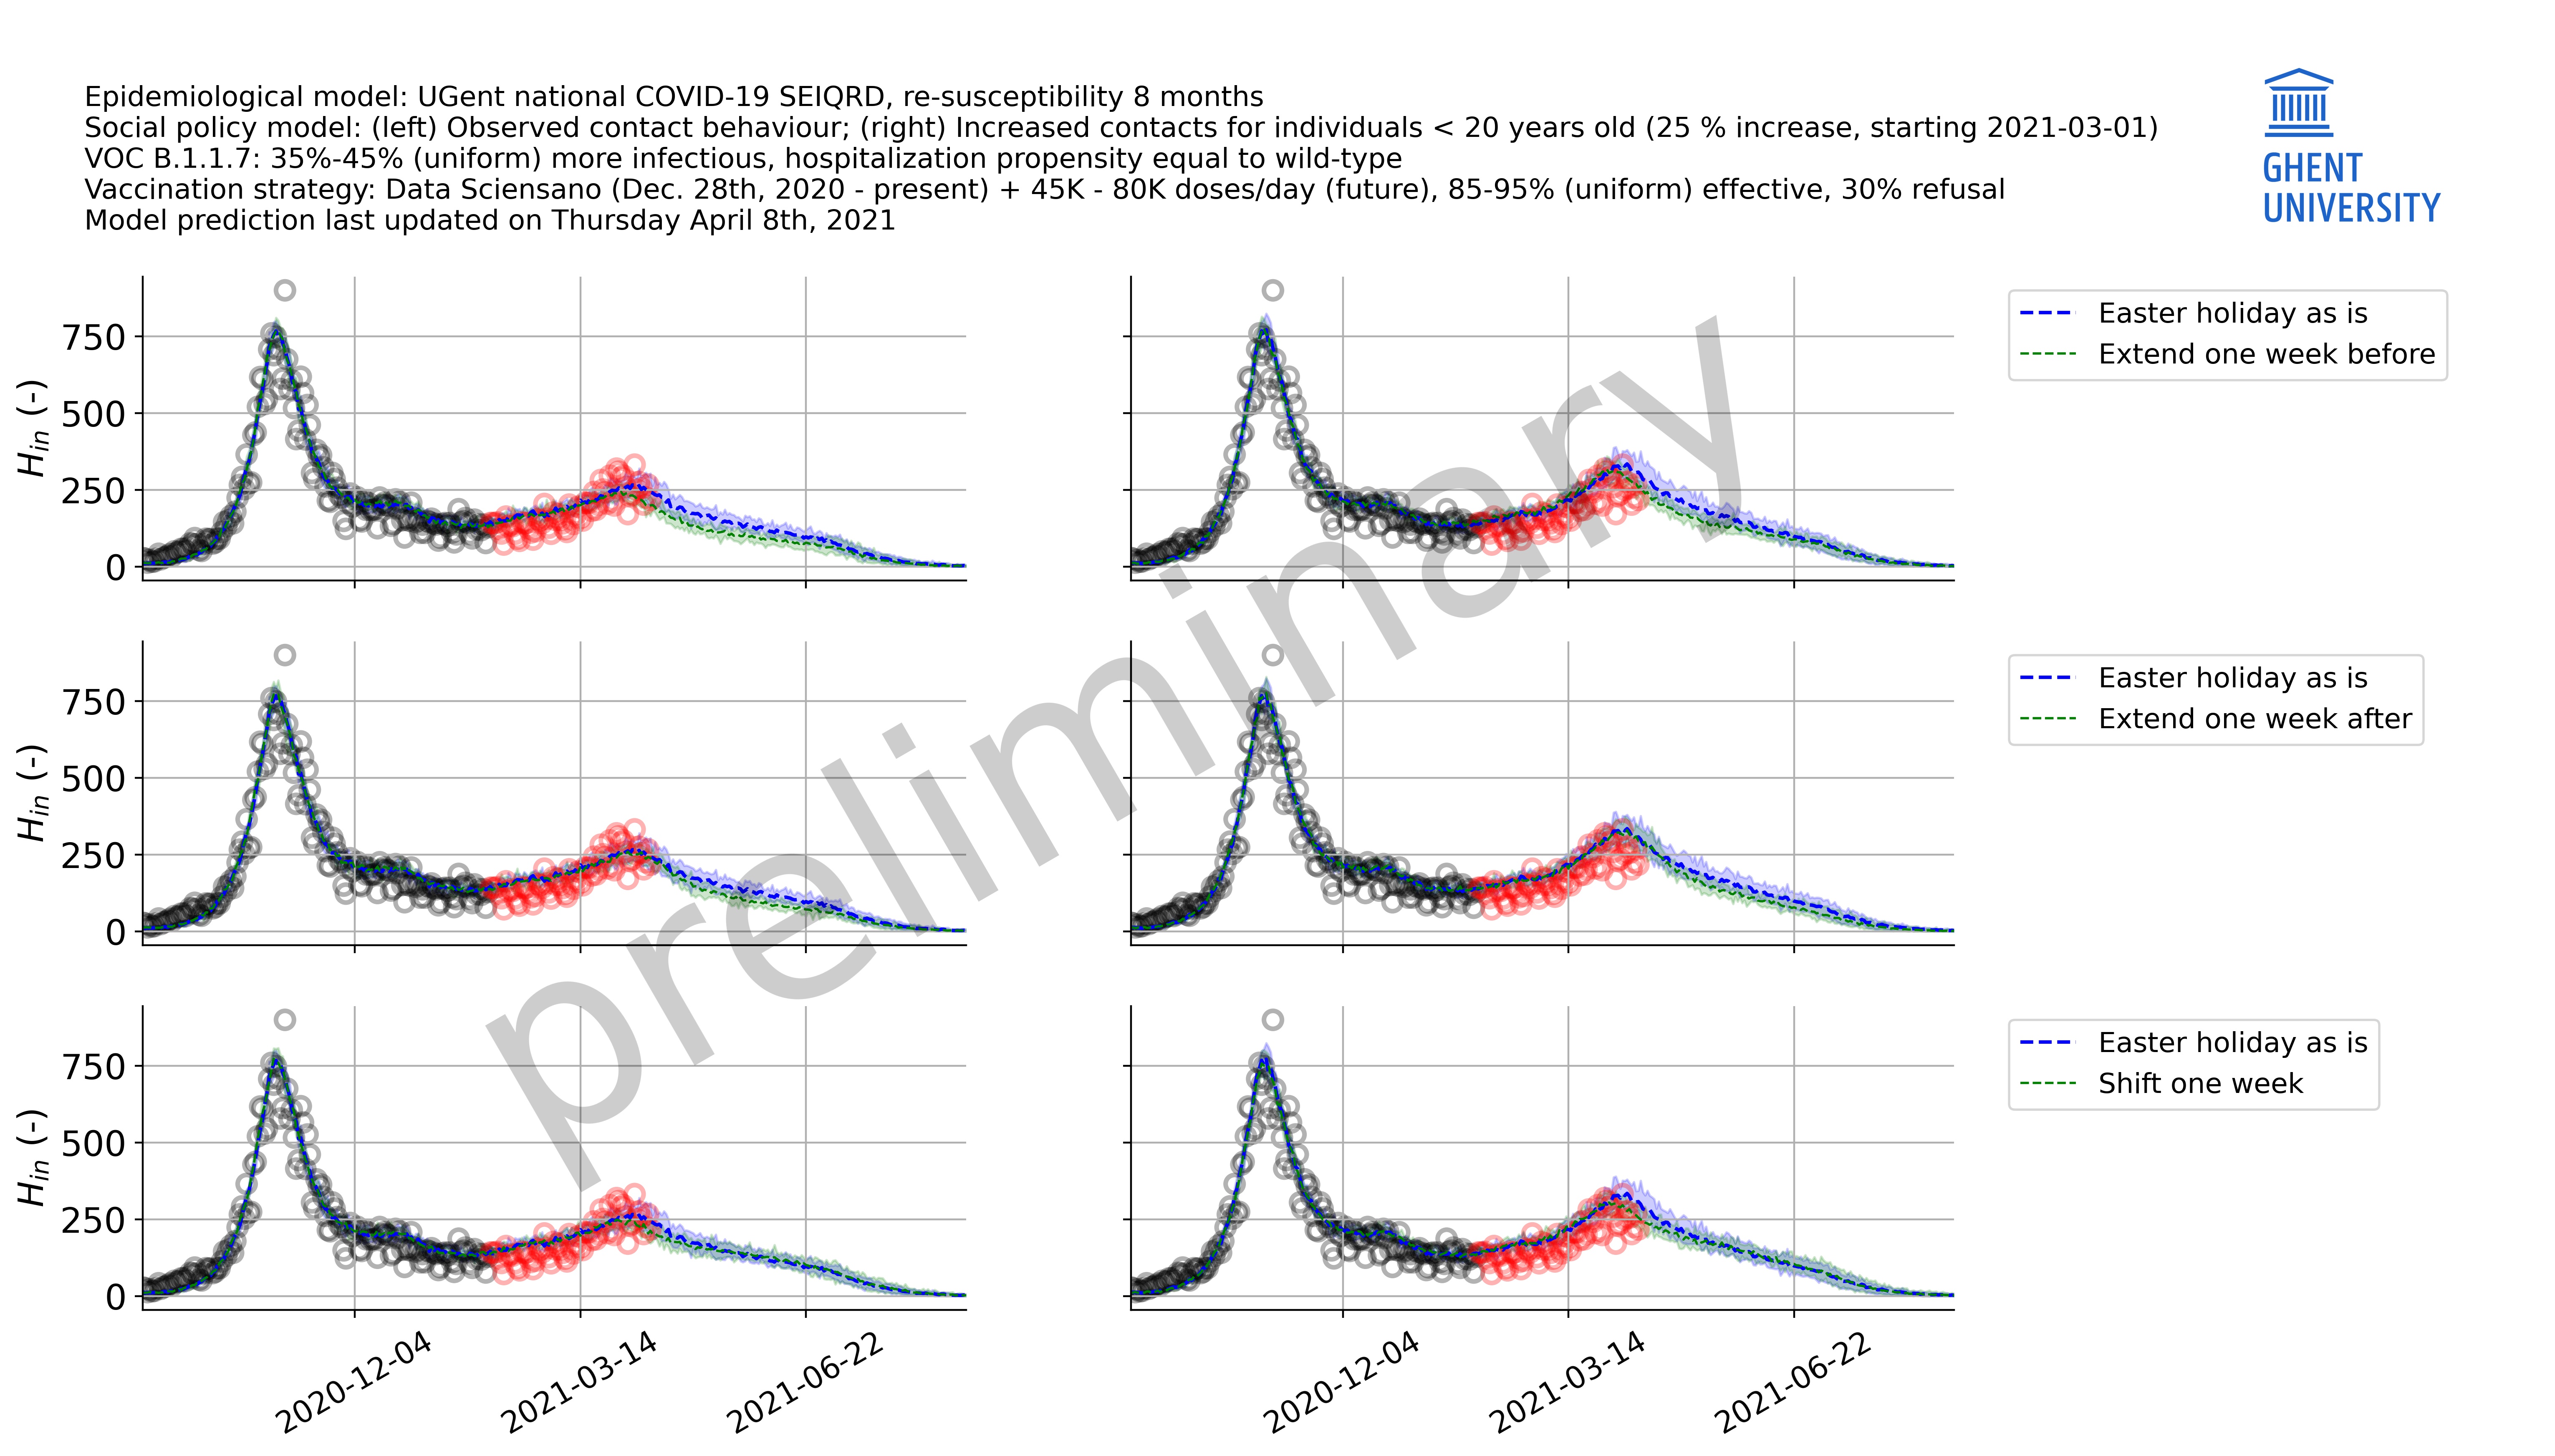 Epidemiological model: UGent national COVID-19 SEIQRD, re-susceptibility 8 months
Social policy model: (left) Observed contact behaviour; (right) Increased contacts for individuals < 20 years old (25 % increase, starting 2021-03-01)
VOC B.1.1.7: 35%-45% (uniform) more infectious, hospitalization propensity equal to wild-type
Vaccination strategy: Data Sciensano (Dec. 28th, 2020 - present) + 45K - 80K doses/day (future), 85-95% (uniform) effective, 30% refusal
Model prediction last updated on Thursday April 8th, 2021
GHENT
UNIVERSITY
H_in (-)
750
500
250
0
Easter holiday as is
Extend one week before
H_in (-)
750
500
250
0
Easter holiday as is
Extend one week after
H_in (-)
750
500
250
0
Easter holiday as is
Shift one week
2020-12-04
2021-03-14
2021-06-22
2020-12-04
2021-03-14
2021-06-22
preliminary